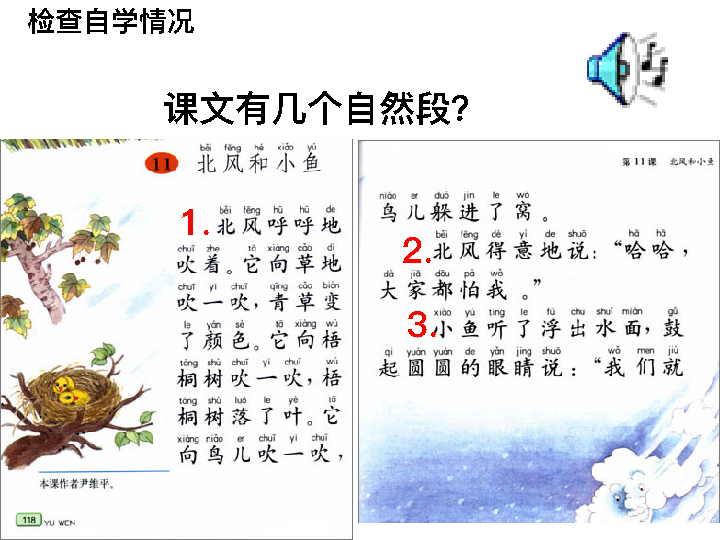 检查自学情况
课文有几个自然段?
běi fēng hé xiǎo yú
11 北风和小鱼
běi fēng hū hū de
1. 北风呼呼地
chuī zhe tā xiàng cǎo dì
吹着。它向草地
chuī yi chuī qīng cǎo biàn
吹一吹，青草变
le yán sè tā xiàng wú
了颜色。它向梧
tóng shù chuī yi chuī wú
桐树吹一吹，梧
tóng shù luò le yè tā
桐树落了叶。它
xiàng niǎo er chuī yi chuī
向鸟儿吹一吹，
本课作者尹维平。
118 YU WEN
第11课 北风和小鱼
niǎo er duǒ jìn le wō
鸟儿躲进了窝。
běi fēng dé yì de shuō hā hā
2. 北风得意地说：“哈哈，
dà jiā dōu pà wǒ
大家都怕我。”
xiǎo yú tīng le fú chū shuǐ miàn gǔ
3. 小鱼听了浮出水面，鼓
qǐ yuán yuán de yǎn jing shuō wǒ men jiù
起圆圆的眼睛说：“我们就